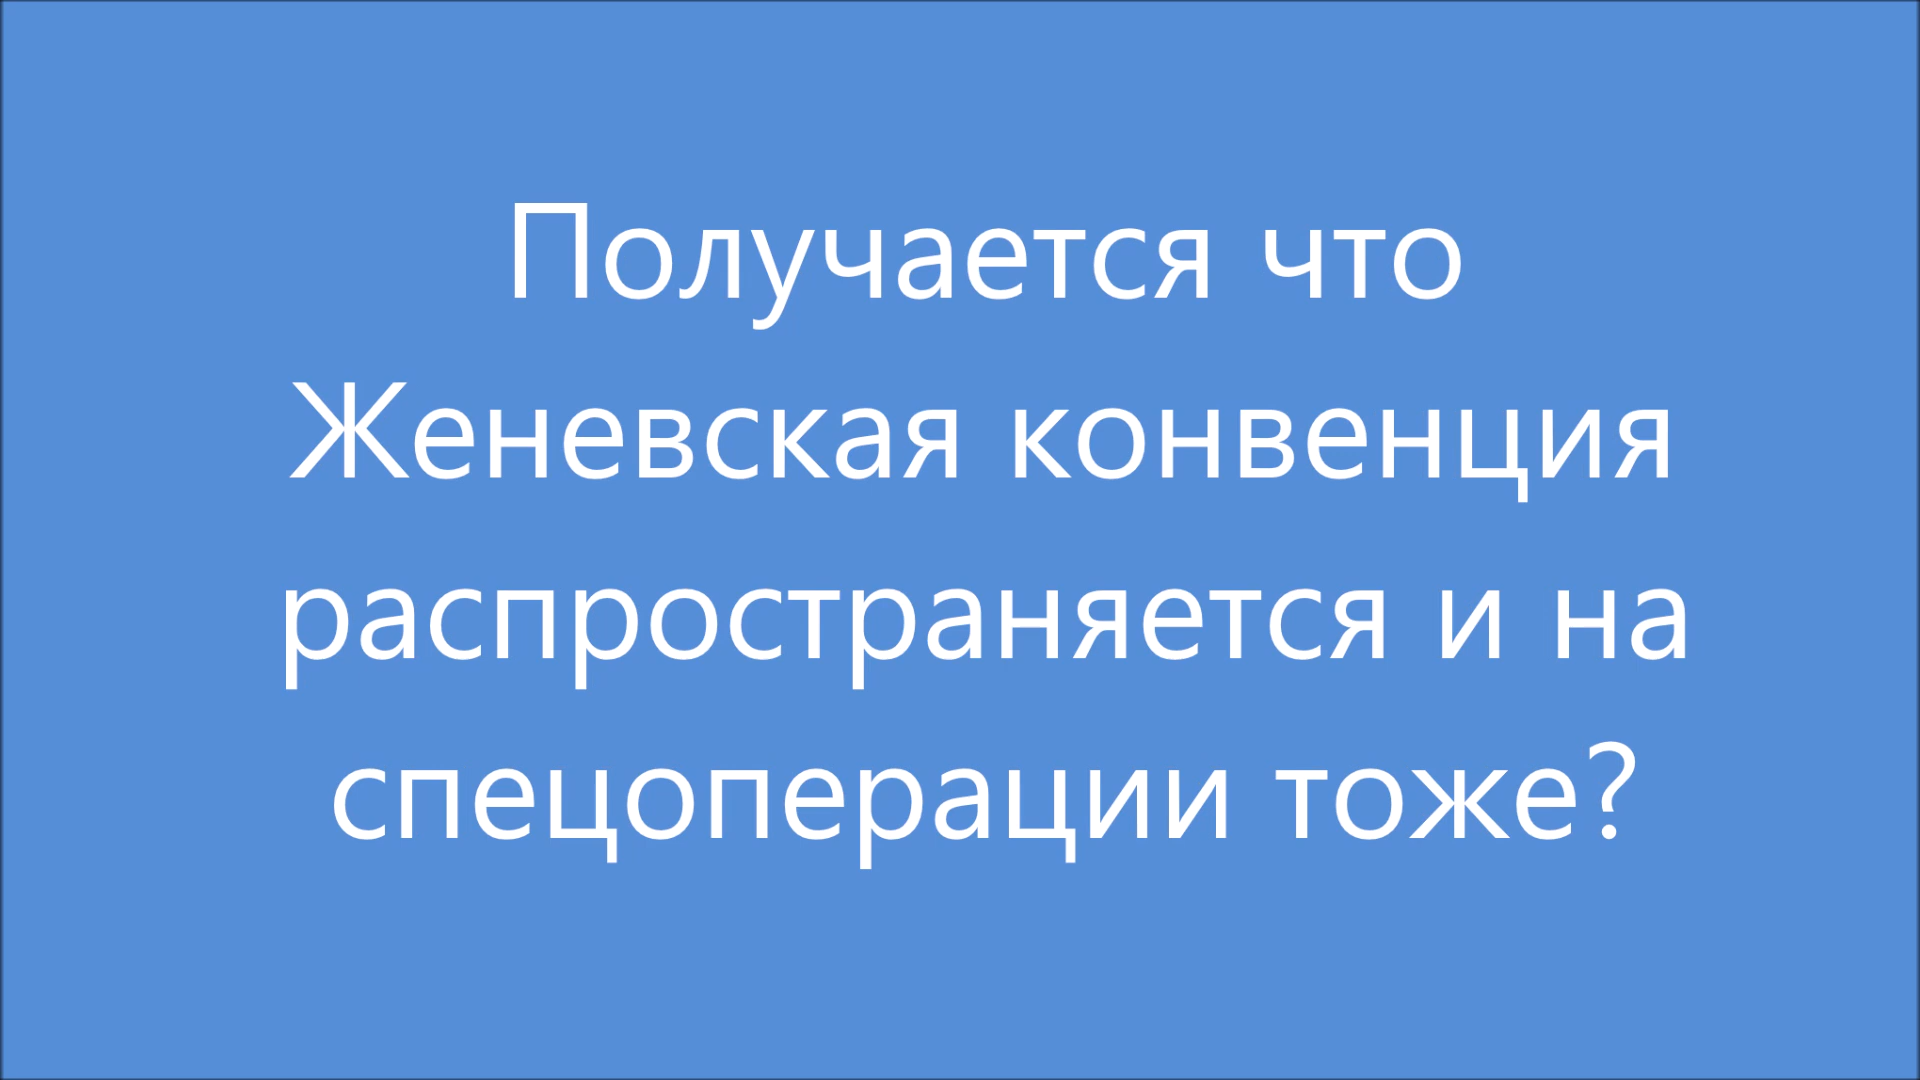 Получается что
Женевская конвенция
распространяется и на
спецоперации тоже?